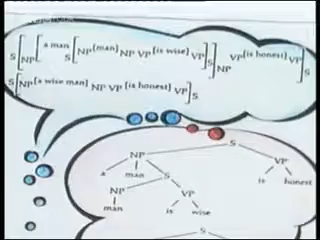 S[NP[a man S[NP[man]NP VP[is wise]VP]S]NP VP[is honest]VP]S
S[NP[a wise man]NP VP[is honest]VP]S
S
NP VP
a man S is honest
NP VP
man is wise
S